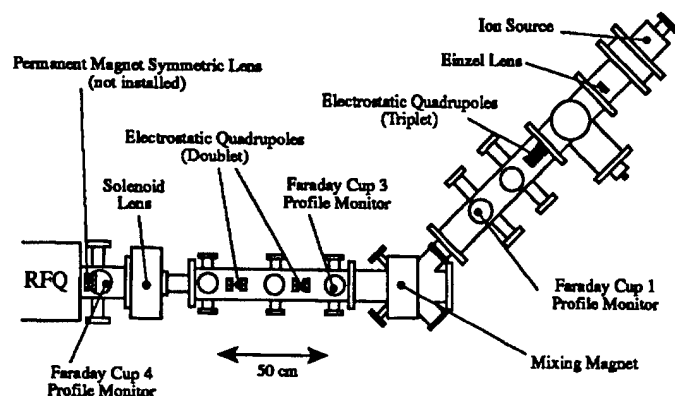 Ion Source
Einzel Lens
Permanent Magnet Symmetric Lens
(not installed)
Electrostatic Quadrupoles
(Triplet)
Electrostatic Quadrupoles
(Doublet)
Solenoid
Lens
Faraday Cup 3
Profile Monitor
RFQ
Faraday Cup 1
Profile Monitor
Mixing Magnet
50 cm
Faraday Cup 4
Profile Monitor